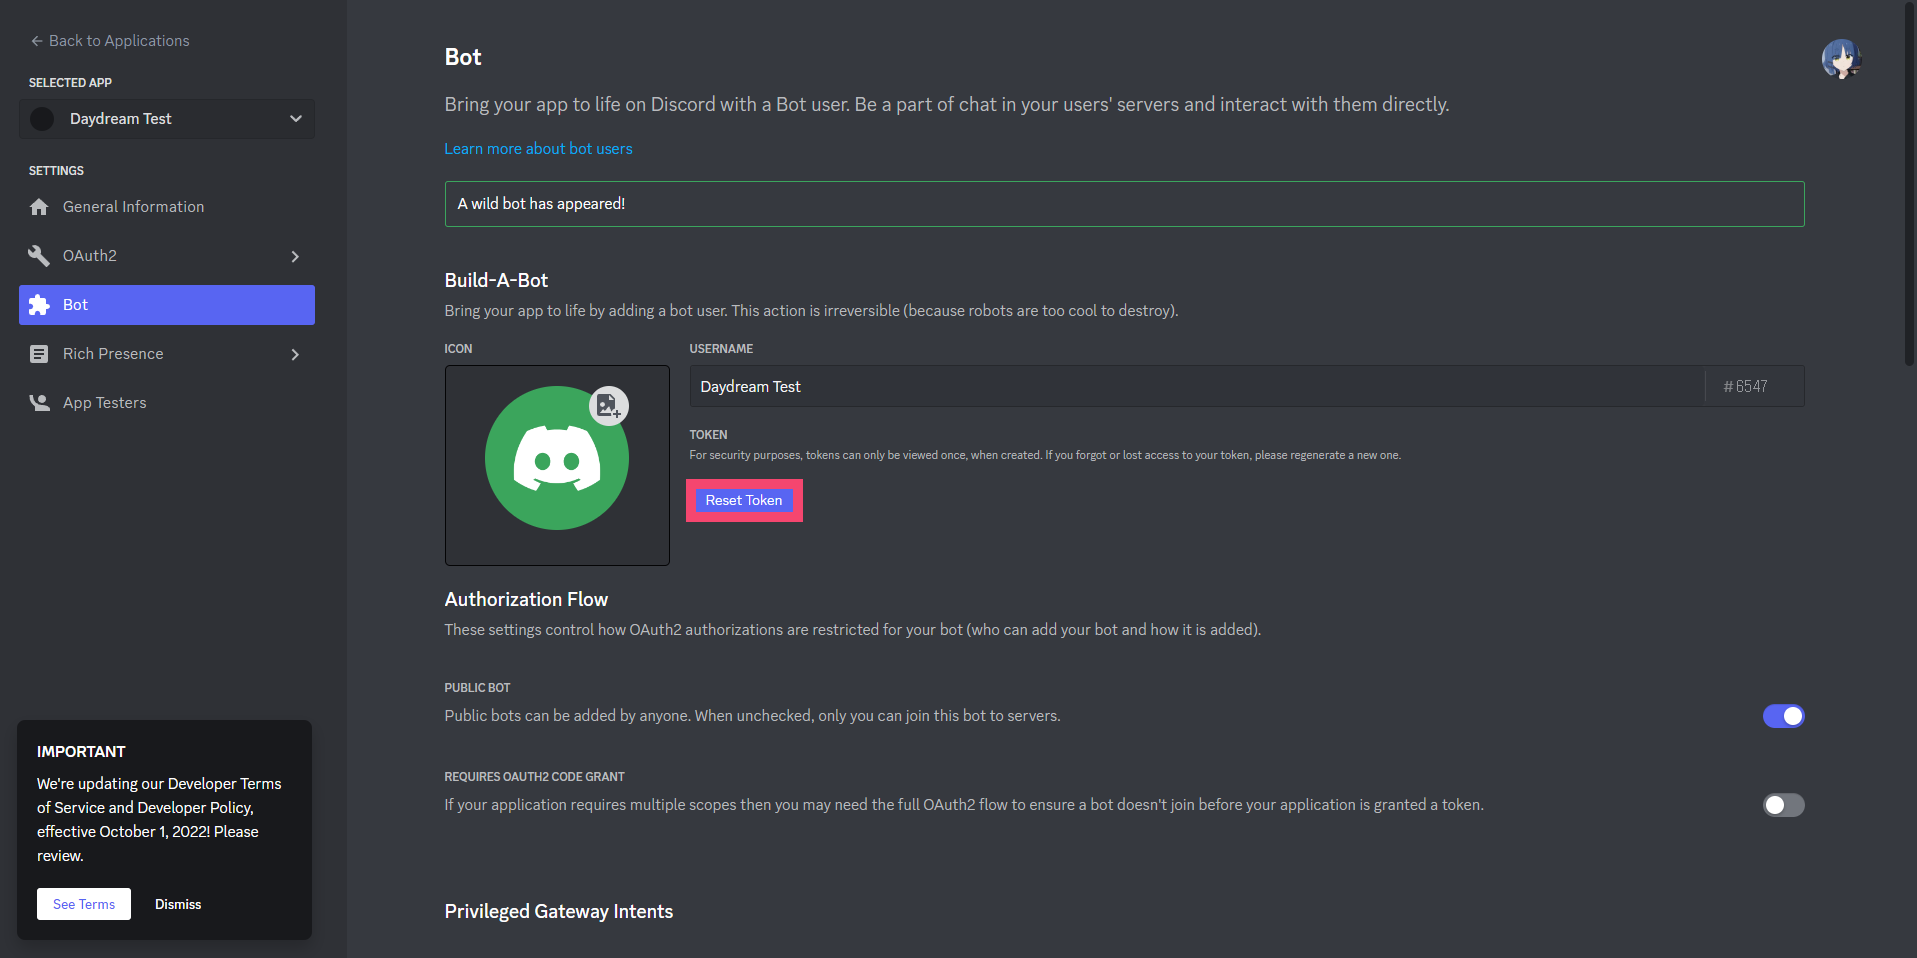 Back to Applications
SELECTED APP
Daydream Test
SETTINGS
General Information
OAuth2
Bot
Rich Presence
App Testers
IMPORTANT
We're updating our Developer Terms
of Service and Developer Policy,
effective October 1, 2022! Please
review.
See Terms
Dismiss
Bot
Bring your app to life on Discord with a Bot user. Be a part of chat in your users' servers and interact with them directly.
Learn more about bot users
A wild bot has appeared!
Build-A-Bot
Bring your app to life by adding a bot user. This action is irreversible (because robots are too cool to destroy).
ICON
USERNAME
Daydream Test
#6547
TOKEN
For security purposes, tokens can only be viewed once, when created. If you forgot or lost access to your token, please regenerate a new one.
Reset Token
Authorization Flow
These settings control how OAuth2 authorizations are restricted for your bot (who can add your bot and how it is added).
PUBLIC BOT
Public bots can be added by anyone. When unchecked, only you can join this bot to servers.
REQUIRES OAUTH2 CODE GRANT
If your application requires multiple scopes then you may need the full OAuth2 flow to ensure a bot doesn't join before your application is granted a token.
Privileged Gateway Intents